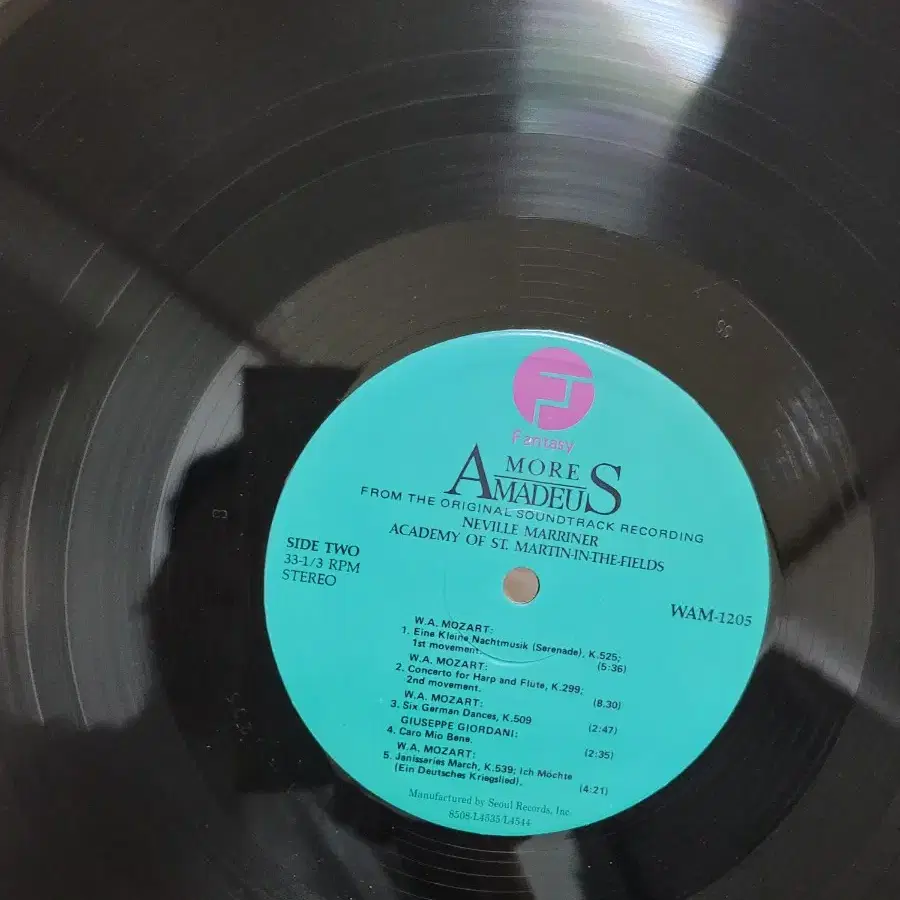 Fantasy
MORE
AMADEUS
FROM THE ORIGINAL SOUNDTRACK RECORDING
NEVILLE MARRINER
ACADEMY OF ST. MARTIN-IN-THE-FIELDS
SIDE TWO
33-1/3 RPM
STEREO
WAM-1205
W.A. MOZART:
1. Eine Kleine Nachtmusik (Serenade), K.525;
1st movement. (5:36)
W.A. MOZART:
2. Concerto for Harp and Flute, K.299;
2nd movement. (8.30)
W.A. MOZART:
3. Six German Dances, K.509 (2:47)
GIUSEPPE GIORDANI:
4. Caro Mio Bene. (2:35)
W.A. MOZART:
5. Janissaries March, K.539; Ich Möchte
(Ein Deutsches Kriegslied). (4:21)
Manufactured by Seoul Records, Inc.
8508-L4535/L4544